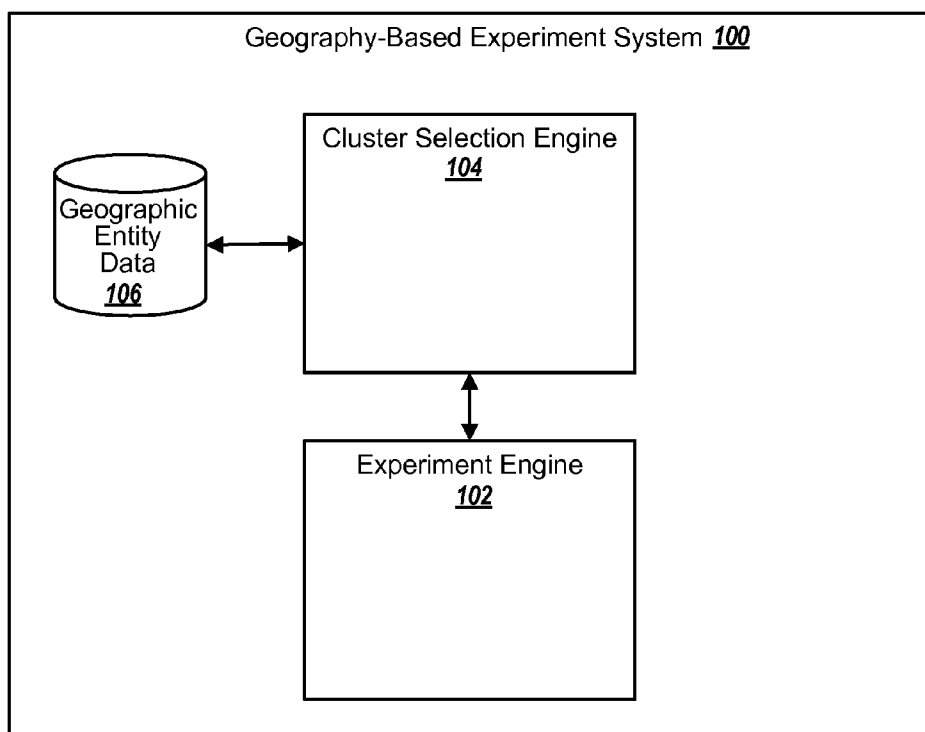 Geography-Based Experiment System 100
Cluster Selection Engine
104
Geographic
Entity
Data
106
Experiment Engine
102